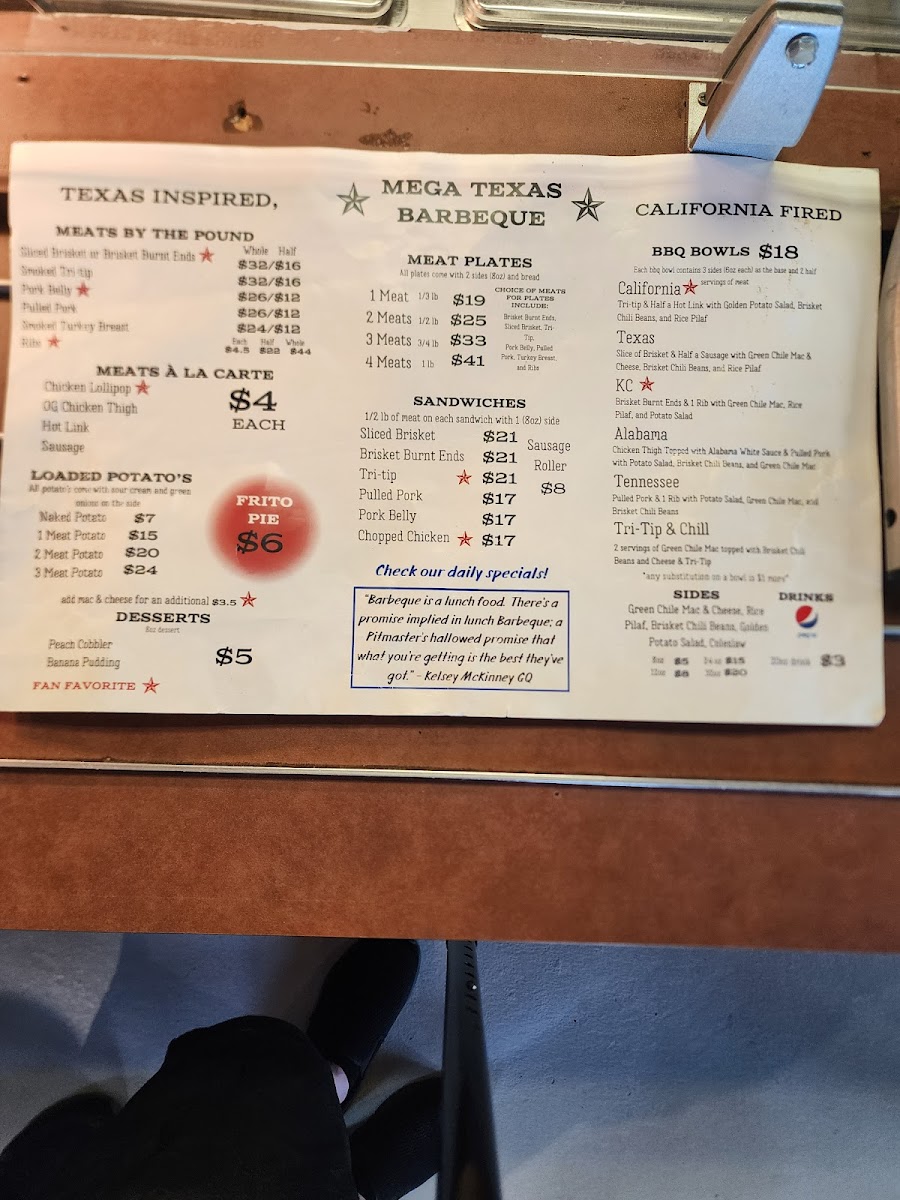 TEXAS INSPIRED,
MEATS BY THE POUND
Whole Half
Sliced Brisket or Brisket Burnt Ends $32/$16
Smoked Tri-tip $32/$16
Pork Belly $26/$12
Pulled Pork $26/$12
Smoked Turkey Breast $24/$12
Ribs
Each Half Whole
$4.5 $22 $44
MEATS À LA CARTE
Chicken Lollipop
OG Chicken Thigh
Hot Link
Sausage
$4
EACH
LOADED POTATO'S
All potato's come with sour cream and green
onions on the side
Naked Potato $7
1 Meat Potato $15
2 Meat Potato $20
3 Meat Potato $24
FRITO
PIE
$6
add mac & cheese for an additional $3.5
DESSERTS
8oz dessert
Peach Cobbler
Banana Pudding
$5
FAN FAVORITE
MEGA TEXAS
BARBEQUE
MEAT PLATES
All plates come with 2 sides (8oz) and bread
1 Meat 1/3 lb $19
2 Meats 1/2 lb $25
3 Meats 3/4 lb $33
4 Meats 1 lb $41
CHOICE OF MEATS
FOR PLATES
INCLUDE:
Brisket Burnt Ends,
Sliced Brisket, Tri-
Tip,
Pork Belly, Pulled
Pork, Turkey Breast,
and Ribs
SANDWICHES
1/2 lb of meat on each sandwich with 1 (8oz) side
Sliced Brisket $21
Brisket Burnt Ends $21
Tri-tip $21
Pulled Pork $17
Pork Belly $17
Chopped Chicken $17
Sausage
Roller
$8
Check our daily specials!
"Barbeque is a lunch food. There's a
promise implied in lunch Barbeque; a
Pitmaster's hallowed promise that
what you're getting is the best they've
got." - Kelsey McKinney GQ
CALIFORNIA FIRED
BBQ BOWLS $18
Each bbq bowl contains 3 sides (6oz each) as the base and 2 half
servings of meat
California
Tri-tip & Half a Hot Link with Golden Potato Salad, Brisket
Chili Beans, and Rice Pilaf
Texas
Slice of Brisket & Half a Sausage with Green Chile Mac &
Cheese, Brisket Chili Beans, and Rice Pilaf
KC
Brisket Burnt Ends & 1 Rib with Green Chile Mac, Rice
Pilaf, and Potato Salad
Alabama
Chicken Thigh Topped with Alabama White Sauce & Pulled Pork
with Potato Salad, Brisket Chili Beans, and Green Chile Mac
Tennessee
Pulled Pork & 1 Rib with Potato Salad, Green Chile Mac, and
Brisket Chili Beans
Tri-Tip & Chill
2 servings of Green Chile Mac topped with Brisket Chili
Beans and Cheese & Tri-Tip
*any substitution on a bowl is $1 more*
SIDES
Green Chile Mac & Cheese, Rice
Pilaf, Brisket Chili Beans, Golden
Potato Salad, Coleslaw
8oz $5 24oz $15
12oz $8 32oz $20
DRINKS
pepsi
20oz $3